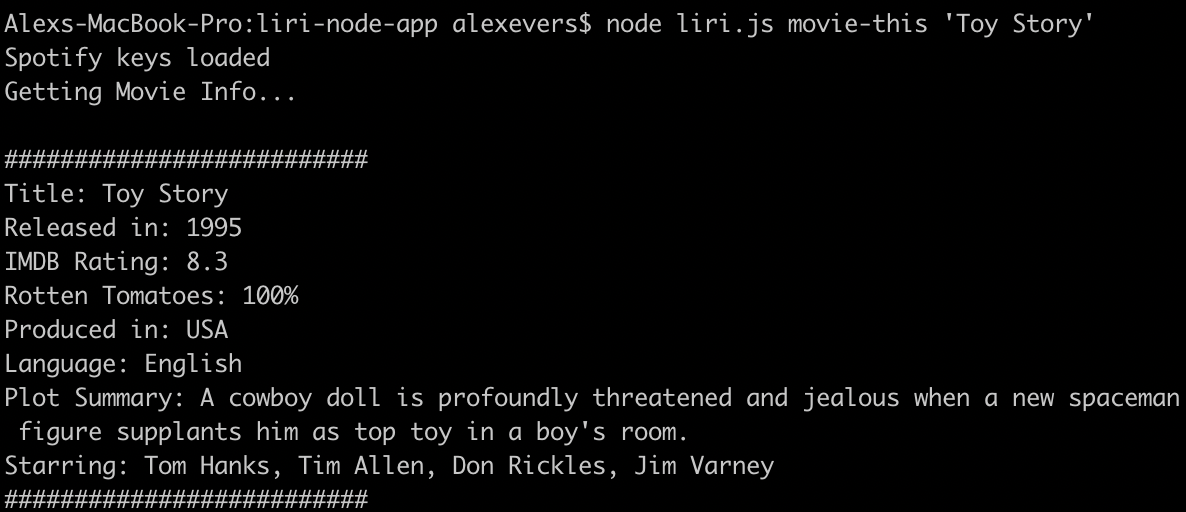 Alexs-MacBook-Pro:liri-node-app alexevers$ node liri.js movie-this 'Toy Story'
Spotify keys loaded
Getting Movie Info...
##########################
Title: Toy Story
Released in: 1995
IMDB Rating: 8.3
Rotten Tomatoes: 100%
Produced in: USA
Language: English
Plot Summary: A cowboy doll is profoundly threatened and jealous when a new spaceman
figure supplants him as top toy in a boy's room.
Starring: Tom Hanks, Tim Allen, Don Rickles, Jim Varney
##########################